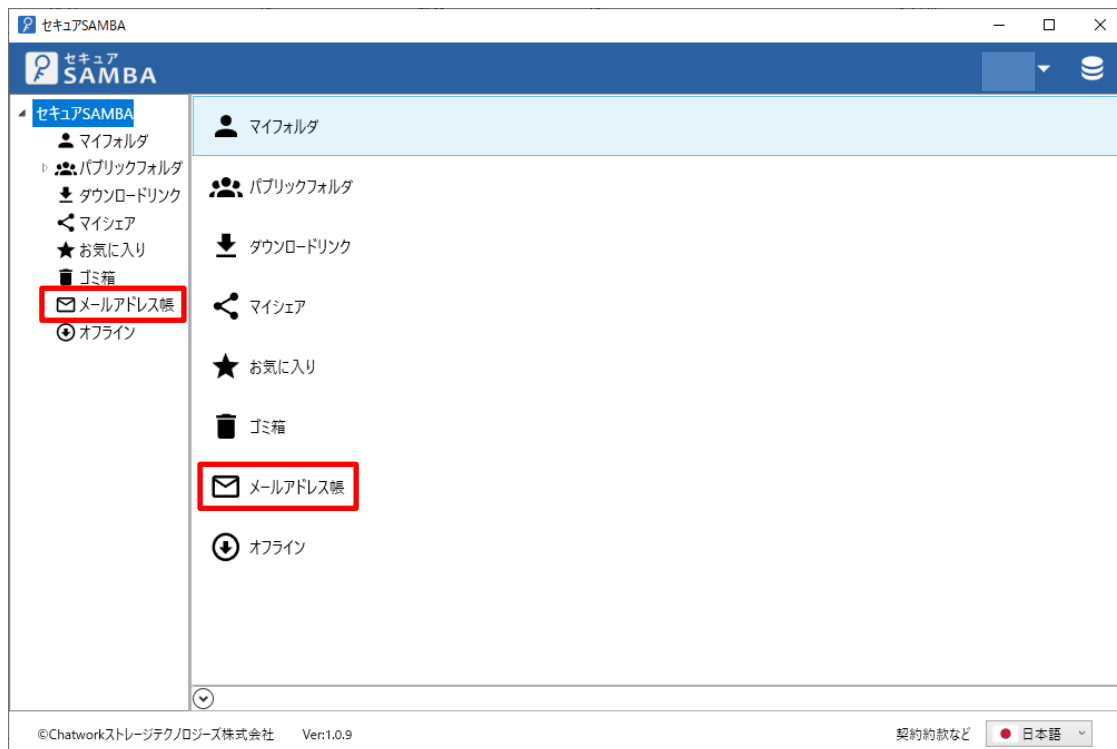 セキュアSAMBA
セキュア
SAMBA
セキュアSAMBA
マイフォルダ
パブリックフォルダ
ダウンロードリンク
マイシェア
お気に入り
ゴミ箱
メールアドレス帳
オフライン
マイフォルダ
パブリックフォルダ
ダウンロードリンク
マイシェア
お気に入り
ゴミ箱
メールアドレス帳
オフライン
©Chatworkストレージテクノロジーズ株式会社 Ver:1.0.9 契約約款など 日本語